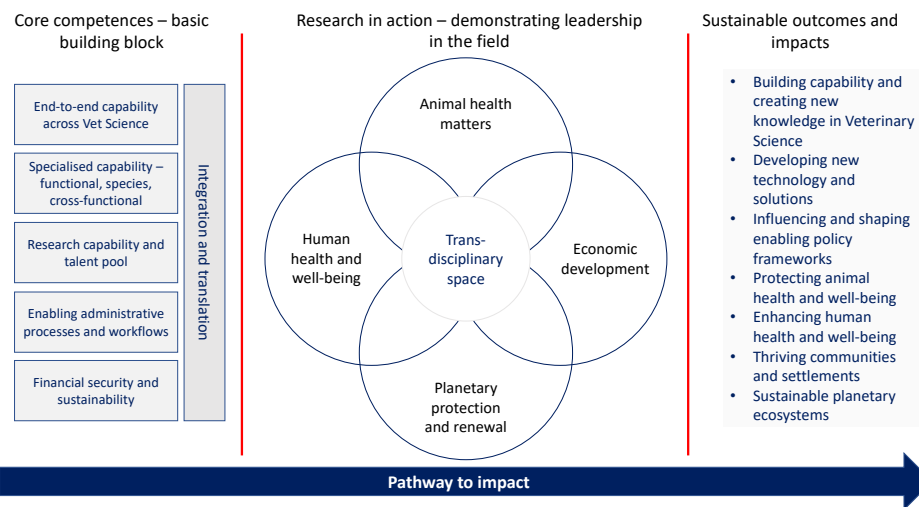 Core competences – basic
building block
End-to-end capability
across Vet Science
Specialised capability –
functional, species,
cross-functional
Research capability and
talent pool
Enabling administrative
processes and workflows
Financial security and
sustainability
Integration and translation
Research in action – demonstrating leadership
in the field
Animal health
matters
Human
health and
well-being
Trans-
disciplinary
space
Economic
development
Planetary
protection
and renewal
Sustainable outcomes and
impacts
• Building capability and
creating new
knowledge in Veterinary
Science
• Developing new
technology and
solutions
• Influencing and shaping
enabling policy
frameworks
• Protecting animal
health and well-being
• Enhancing human
health and well-being
• Thriving communities
and settlements
• Sustainable planetary
ecosystems
Pathway to impact